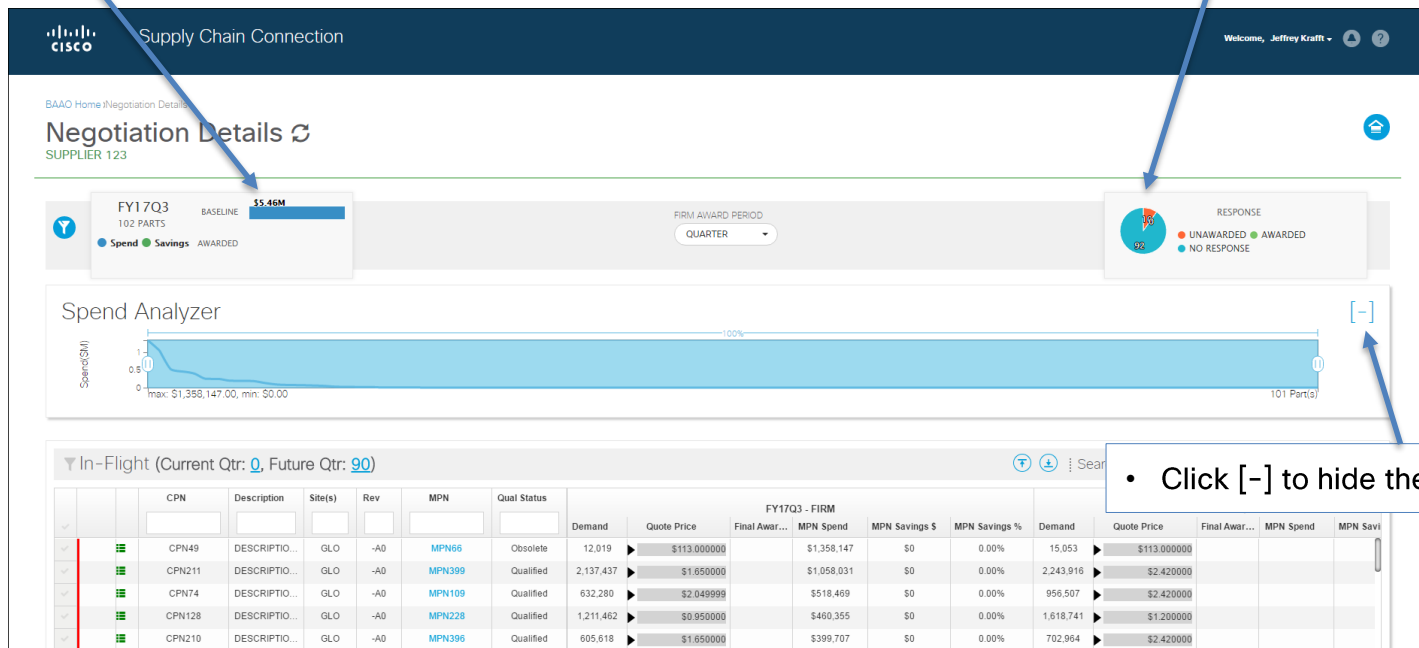 CISCO Supply Chain Connection Welcome, Jeffrey Krafft ?
BAAO Home Negotiation Details
Negotiation Details
SUPPLIER 123
FY17Q3
102 PARTS
BASELINE $5.46M
Spend Savings AWARDED
FIRM AWARD PERIOD
QUARTER
92
RESPONSE
UNAWARDED AWARDED
NO RESPONSE
Spend Analyzer [-]
100%
Spend($M)
1
0.5
0
max: $1,358,147.00, min: $0.00 101 Part(s)
In-Flight (Current Qtr: 0, Future Qtr: 90) Sear
• Click [-] to hide the
CPN Description Site(s) Rev MPN Qual Status
FY17Q3 - FIRM
Demand Quote Price Final Awar... MPN Spend MPN Savings $ MPN Savings % Demand Quote Price Final Awar... MPN Spend MPN Savi
CPN49 DESCRIPTIO... GLO -A0 MPN66 Obsolete 12,019 $113.000000 $1,358,147 $0 0.00% 15,053 $113.000000
CPN211 DESCRIPTIO... GLO -A0 MPN399 Qualified 2,137,437 $1.650000 $1,058,031 $0 0.00% 2,243,916 $2.420000
CPN74 DESCRIPTIO... GLO -A0 MPN109 Qualified 632,280 $2.049999 $518,469 $0 0.00% 956,507 $2.420000
CPN128 DESCRIPTIO... GLO -A0 MPN228 Qualified 1,211,462 $0.950000 $460,355 $0 0.00% 1,618,741 $1.200000
CPN210 DESCRIPTIO... GLO -A0 MPN396 Qualified 605,618 $1.650000 $399,707 $0 0.00% 702,964 $2.420000